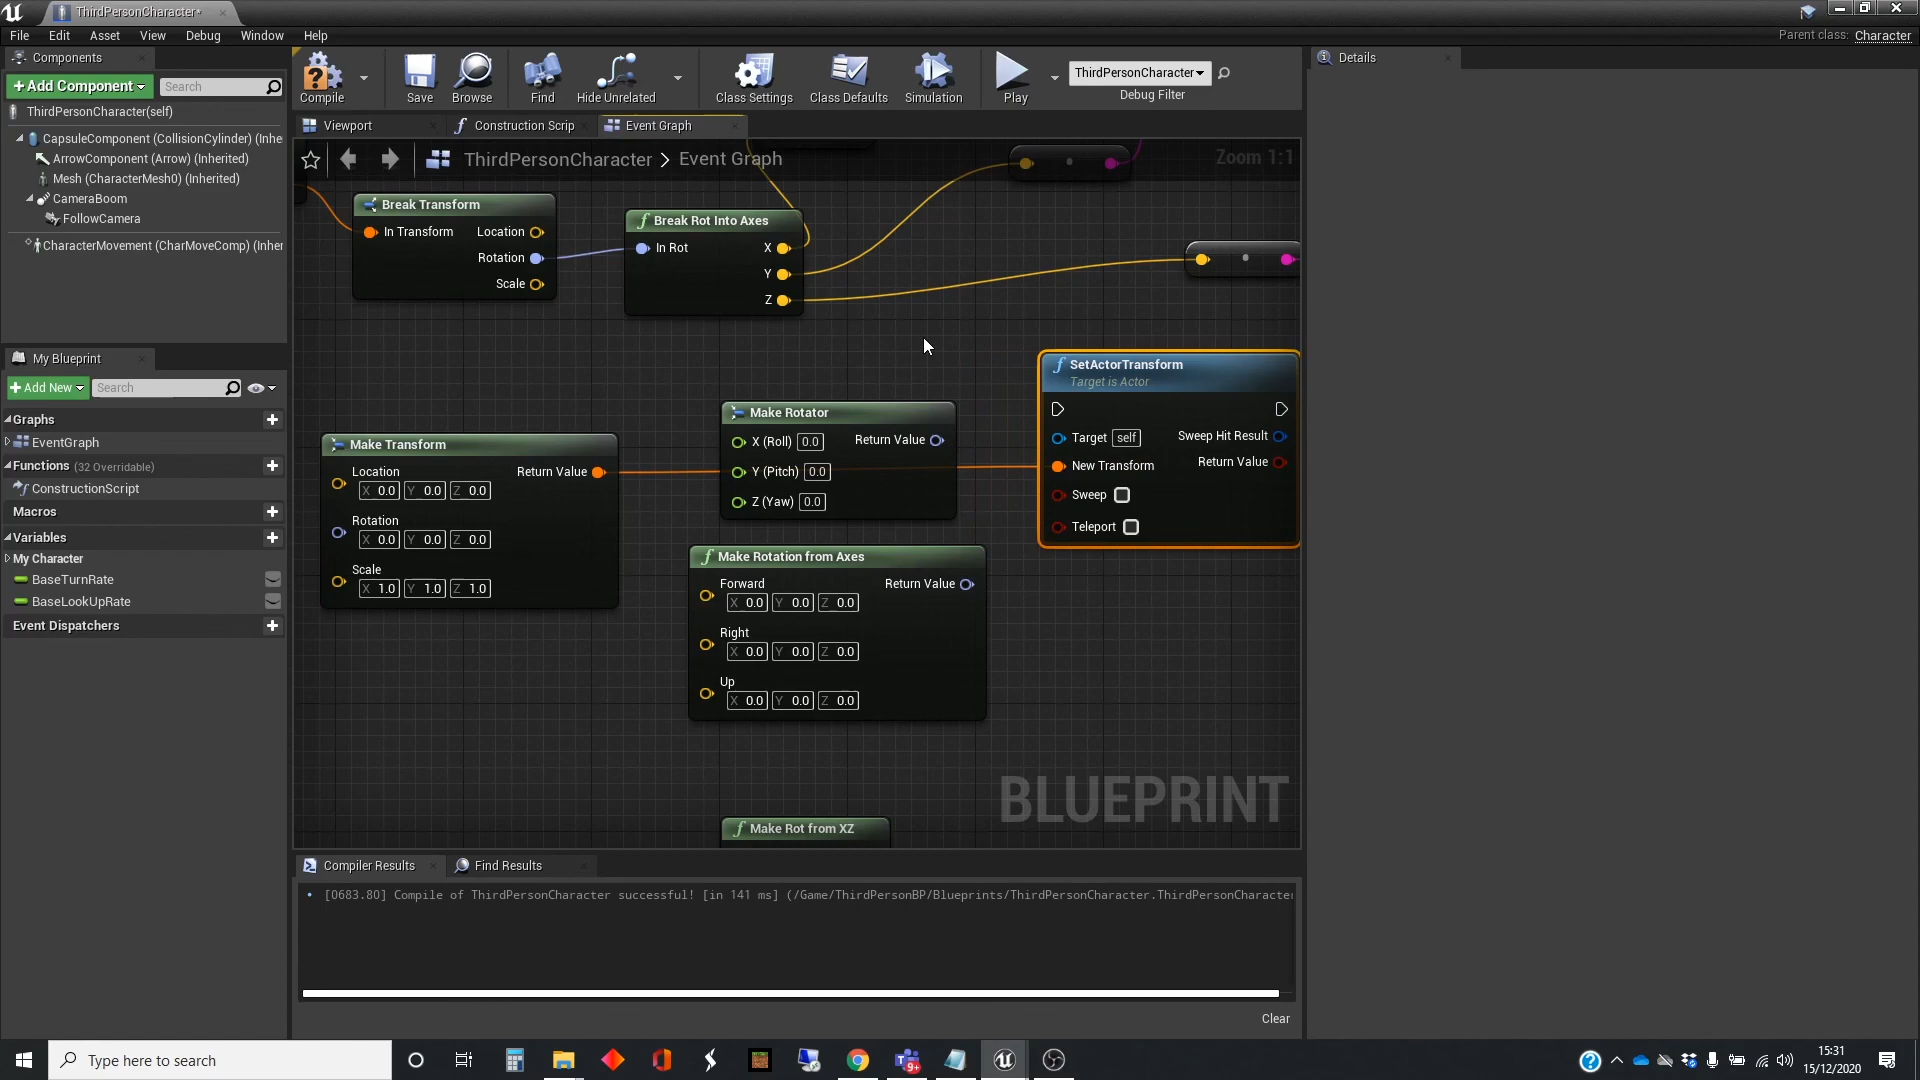 ThirdPersonCharacter*
File Edit Asset View Debug Window Help
Parent class: Character
Components
+Add Component
Search
ThirdPersonCharacter(self)
CapsuleComponent (CollisionCylinder) (Inhe
ArrowComponent (Arrow) (Inherited)
Mesh (CharacterMesh0) (Inherited)
CameraBoom
FollowCamera
CharacterMovement (CharMoveComp) (Inher
Compile
Save
Browse
Find
Hide Unrelated
Class Settings
Class Defaults
Simulation
Play
ThirdPersonCharacter
Debug Filter
Details
Viewport
Construction Scrip
Event Graph
ThirdPersonCharacter > Event Graph
Zoom 1:1
Break Transform
In Transform
Location
Rotation
Scale
Break Rot Into Axes
In Rot
X
Y
Z
SetActorTransform
Target is Actor
Target self
Sweep Hit Result
New Transform
Return Value
Sweep
Teleport
Make Rotator
X (Roll) 0.0
Return Value
Y (Pitch) 0.0
Z (Yaw) 0.0
Make Transform
Location
Return Value
X 0.0 Y 0.0 Z 0.0
Rotation
X 0.0 Y 0.0 Z 0.0
Scale
X 1.0 Y 1.0 Z 1.0
Make Rotation from Axes
Forward
Return Value
X 0.0 Y 0.0 Z 0.0
Right
X 0.0 Y 0.0 Z 0.0
Up
X 0.0 Y 0.0 Z 0.0
Make Rot from XZ
BLUEPRINT
My Blueprint
+Add New
Search
Graphs
EventGraph
Functions (32 Overridable)
ConstructionScript
Macros
Variables
My Character
BaseTurnRate
BaseLookUpRate
Event Dispatchers
Compiler Results
Find Results
[0683.80] Compile of ThirdPersonCharacter successful! [in 141 ms] (/Game/ThirdPersonBP/Blueprints/ThirdPersonCharacter.ThirdPersonCharacter
Clear
Type here to search
9+
15:31
15/12/2020